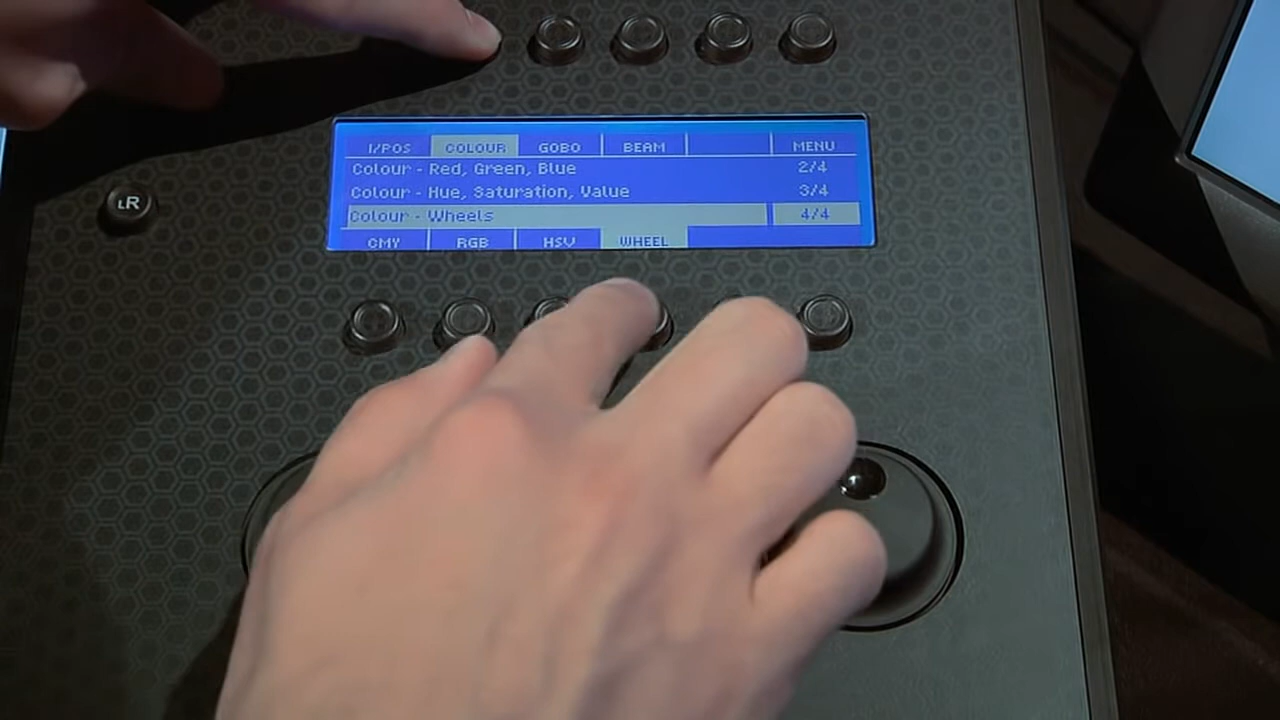 I/POS COLOUR GOBO BEAM MENU
Colour - Red, Green, Blue 2/4
Colour - Hue, Saturation, Value 3/4
LR
Colour - Wheels 4/4
CMY RGB HSV WHEEL